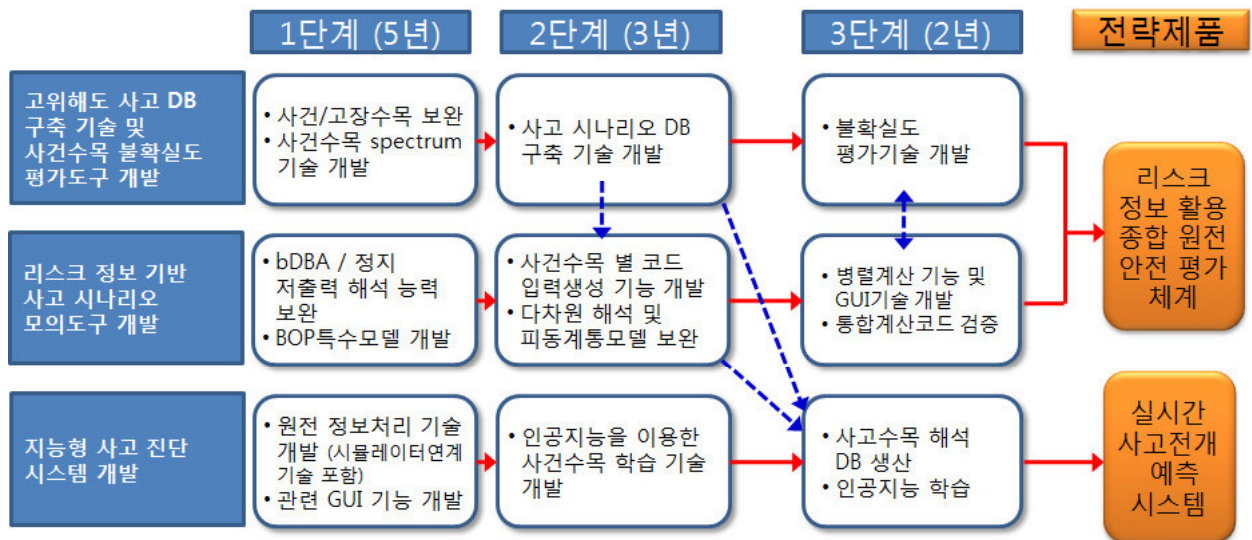 1단계 (5년)
2단계 (3년)
3단계 (2년)
전략제품
고위해도 사고 DB
구축 기술 및
사건수목 불확실도
평가도구 개발
• 사건/고장수목 보완
• 사건수목 spectrum
기술 개발
• 사고 시나리오 DB
구축 기술 개발
• 불확실도
평가기술 개발
리스크
정보 활용
종합 원전
안전 평가
체계
리스크 정보 기반
사고 시나리오
모의도구 개발
• bDBA / 정지
저출력 해석 능력
보완
• BOP특수모델 개발
• 사건수목 별 코드
입력생성 기능 개발
• 다차원 해석 및
피동계통모델 보완
• 병렬계산 기능 및
GUI기술 개발
• 통합계산코드 검증
지능형 사고 진단
시스템 개발
• 원전 정보처리 기술
개발 (시뮬레이터연계
기술 포함)
• 관련 GUI 기능 개발
• 인공지능을 이용한
사건수목 학습 기술
개발
• 사고수목 해석
DB 생산
• 인공지능 학습
실시간
사고전개
예측
시스템